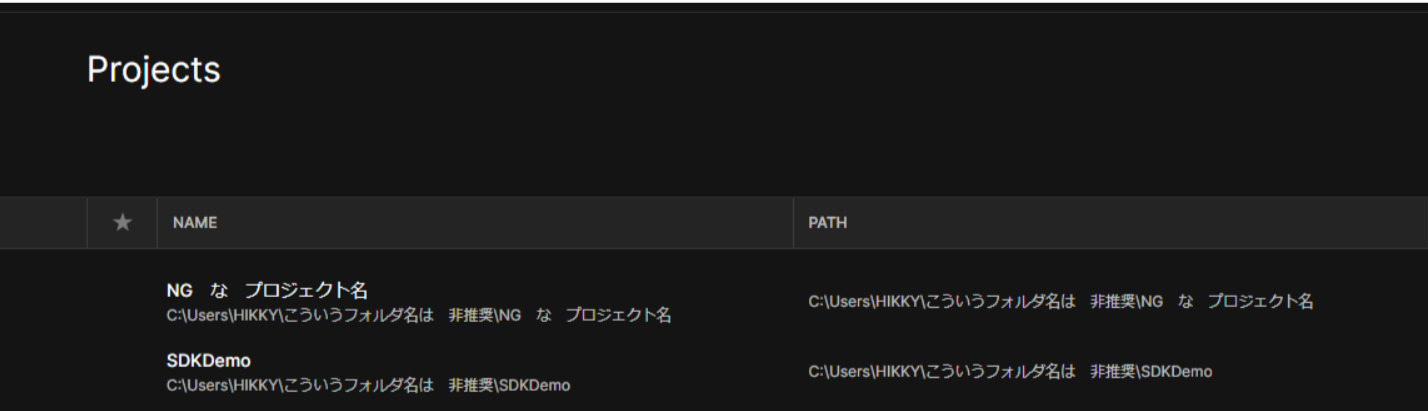 Projects
★ NAME PATH
NG　な　プロジェクト名
C:\Users\HIKKY\こういうフォルダ名は　非推奨\NG　な　プロジェクト名
C:\Users\HIKKY\こういうフォルダ名は　非推奨\NG　な　プロジェクト名
SDKDemo
C:\Users\HIKKY\こういうフォルダ名は　非推奨\SDKDemo
C:\Users\HIKKY\こういうフォルダ名は　非推奨\SDKDemo